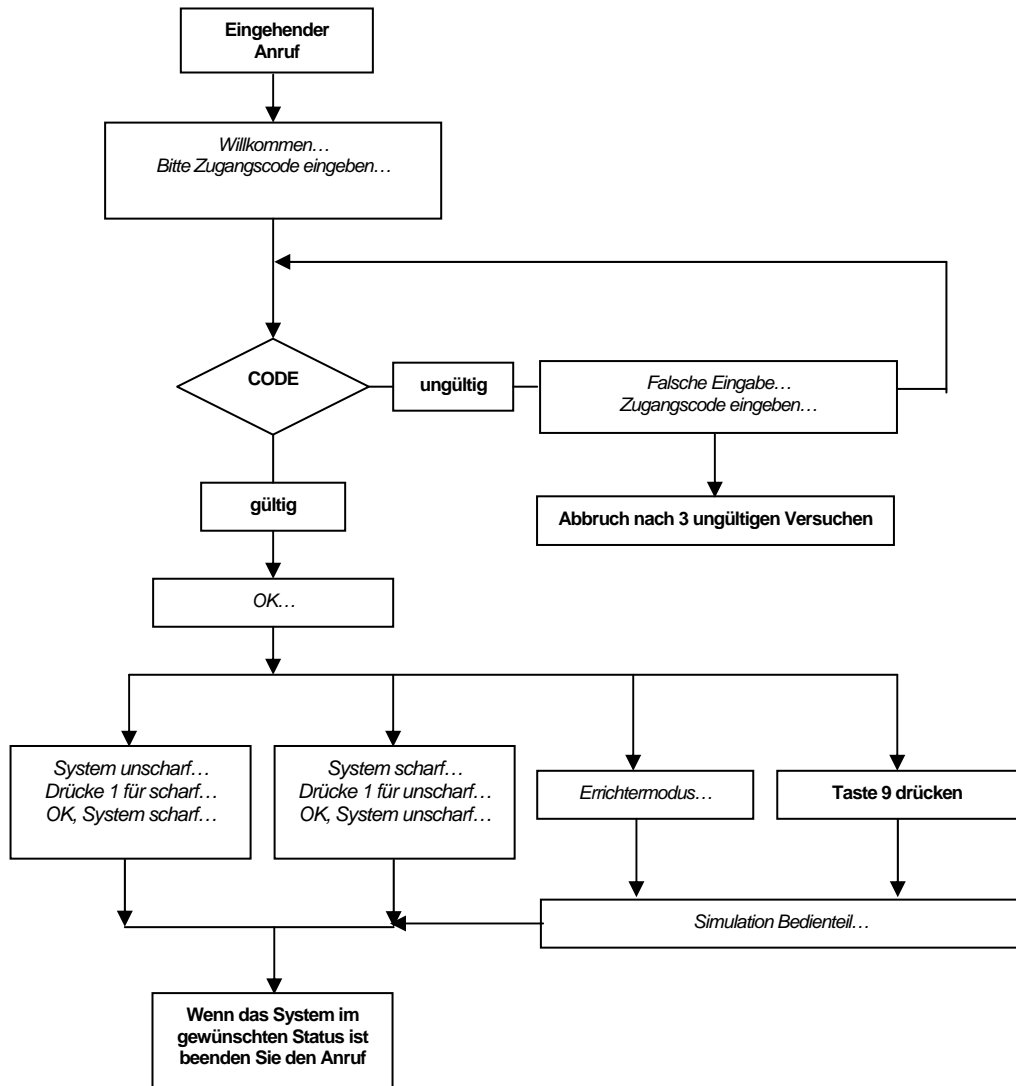 Eingehender
Anruf
Willkommen…
Bitte Zugangscode eingeben…
CODE
ungültig
Falsche Eingabe…
Zugangscode eingeben…
gültig
Abbruch nach 3 ungültigen Versuchen
OK…
System unscharf…
Drücke 1 für scharf…
OK, System scharf…
System scharf…
Drücke 1 für unscharf…
OK, System unscharf…
Errichtermodus…
Taste 9 drücken
Simulation Bedienteil…
Wenn das System im
gewünschten Status ist
beenden Sie den Anruf